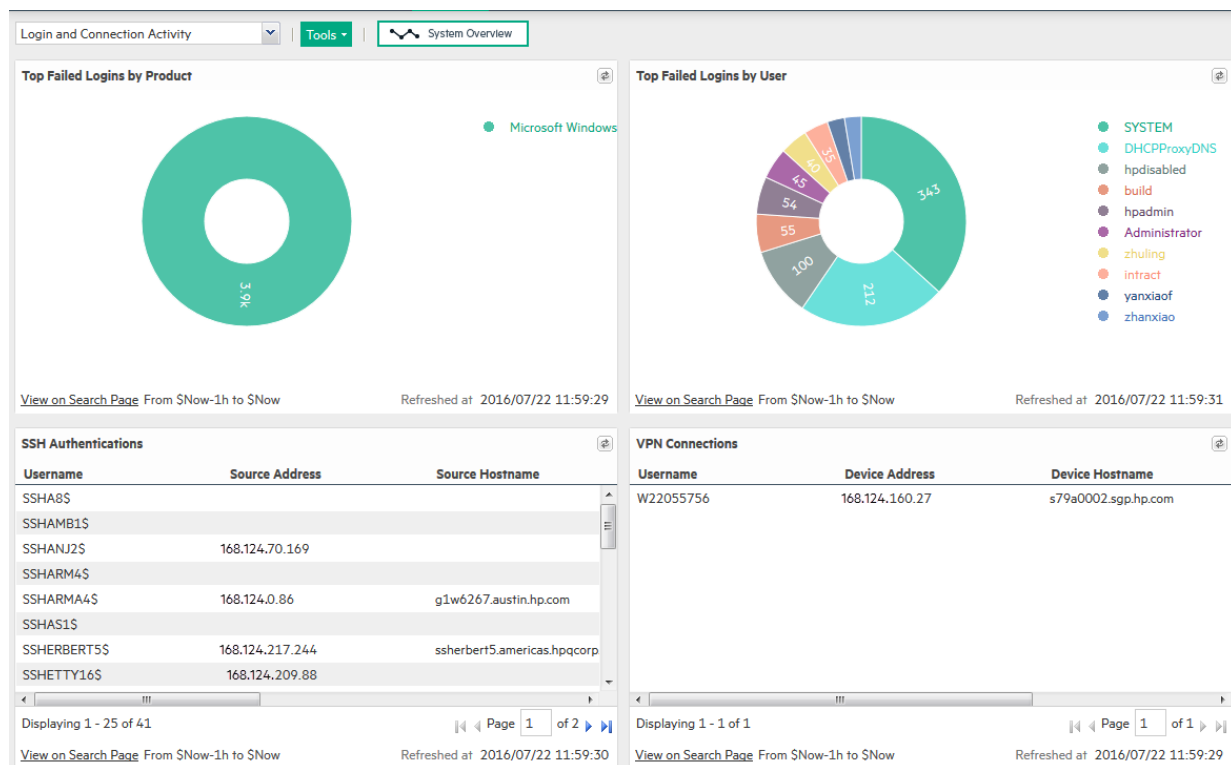 Login and Connection Activity
Tools
System Overview
Top Failed Logins by Product
Microsoft Windows
3.9k
View on Search Page From $Now-1h to $Now
Refreshed at 2016/07/22 11:59:29
Top Failed Logins by User
343
212
100
55
54
45
40
35
SYSTEM
DHCPProxyDNS
hpdisabled
build
hpadmin
Administrator
zhuling
intract
yanxiaof
zhanxiao
View on Search Page From $Now-1h to $Now
Refreshed at 2016/07/22 11:59:31
SSH Authentications
Username Source Address Source Hostname
SSHA8$
SSHAMB1$
SSHANJ2$ 168.124.70.169
SSHARM4$
SSHARMA4$ 168.124.0.86 g1w6267.austin.hp.com
SSHAS1$
SSHERBERT5$ 168.124.217.244 ssherbert5.americas.hpqcorp
SSHETTY16$ 168.124.209.88
Displaying 1 - 25 of 41
Page 1 of 2
View on Search Page From $Now-1h to $Now
Refreshed at 2016/07/22 11:59:30
VPN Connections
Username Device Address Device Hostname
W22055756 168.124.160.27 s79a0002.sgp.hp.com
Displaying 1 - 1 of 1
Page 1 of 1
View on Search Page From $Now-1h to $Now
Refreshed at 2016/07/22 11:59:29